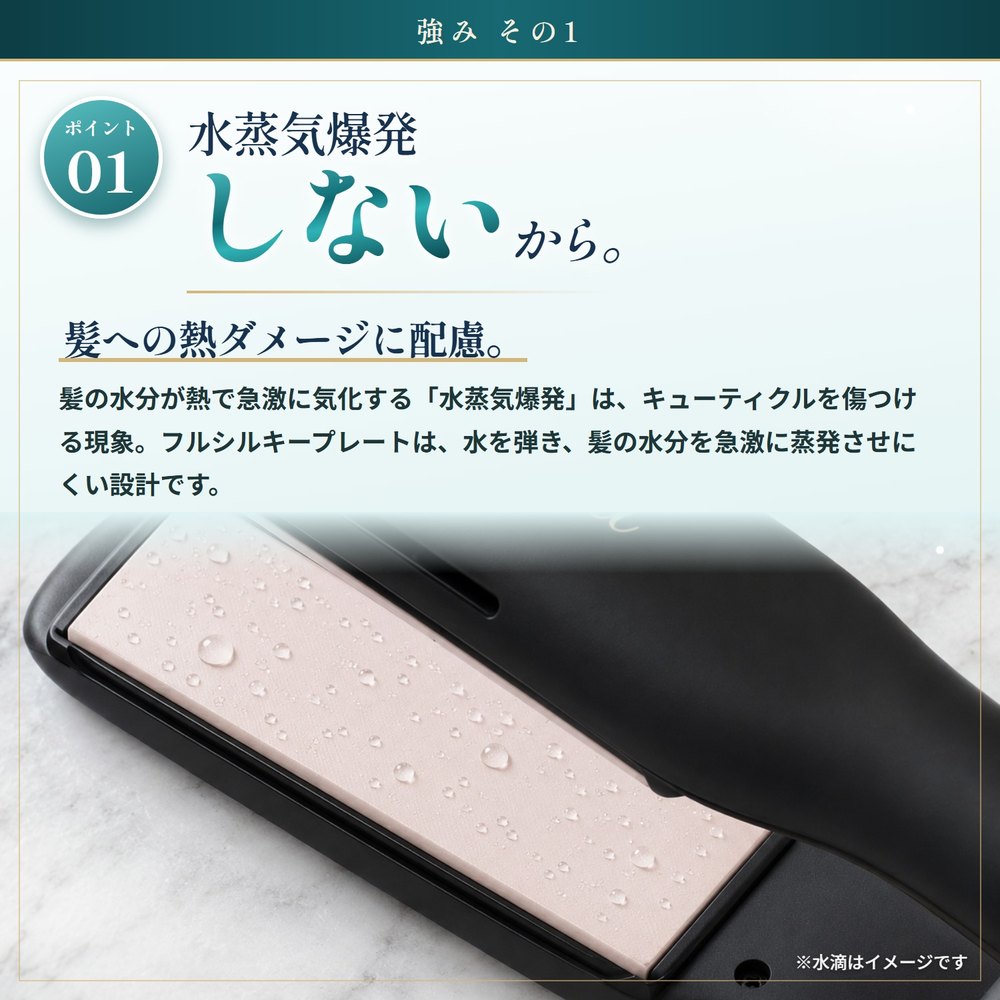 強み その1
ポイント
01
水蒸気爆発
しないから。
髪への熱ダメージに配慮。
髪の水分が熱で急激に気化する「水蒸気爆発」は、キューティクルを傷つけ
る現象。フルシルキープレートは、水を弾き、髪の水分を急激に蒸発させに
くい設計です。
※水滴はイメージです